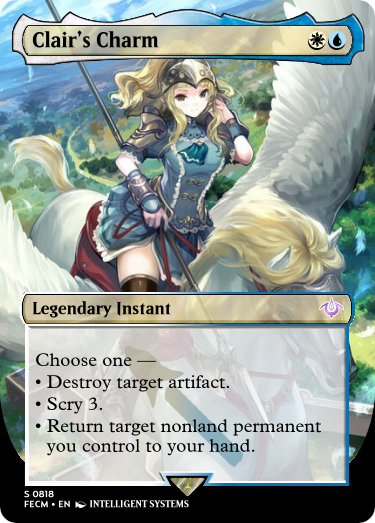 Clair's Charm
Legendary Instant
Choose one —
• Destroy target artifact.
• Scry 3.
• Return target nonland permanent
you control to your hand.
S 0818
FECM • EN INTELLIGENT SYSTEMS